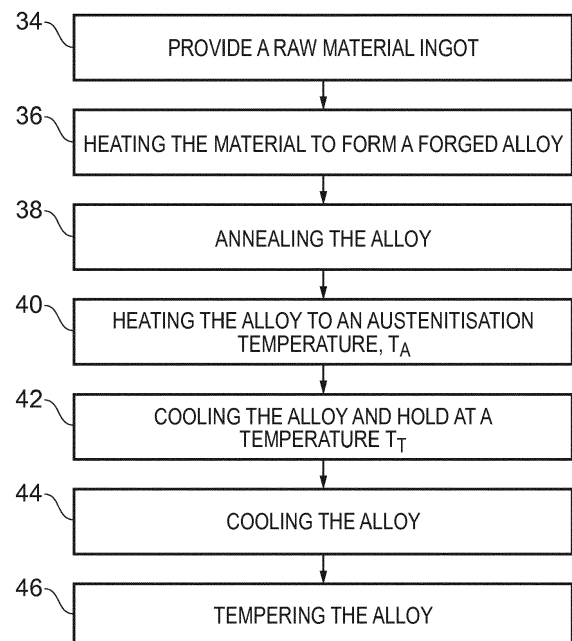 34
PROVIDE A RAW MATERIAL INGOT
36
HEATING THE MATERIAL TO FORM A FORGED ALLOY
38
ANNEALING THE ALLOY
40
HEATING THE ALLOY TO AN AUSTENITISATION
TEMPERATURE, TA
42
COOLING THE ALLOY AND HOLD AT A
TEMPERATURE TT
44
COOLING THE ALLOY
46
TEMPERING THE ALLOY